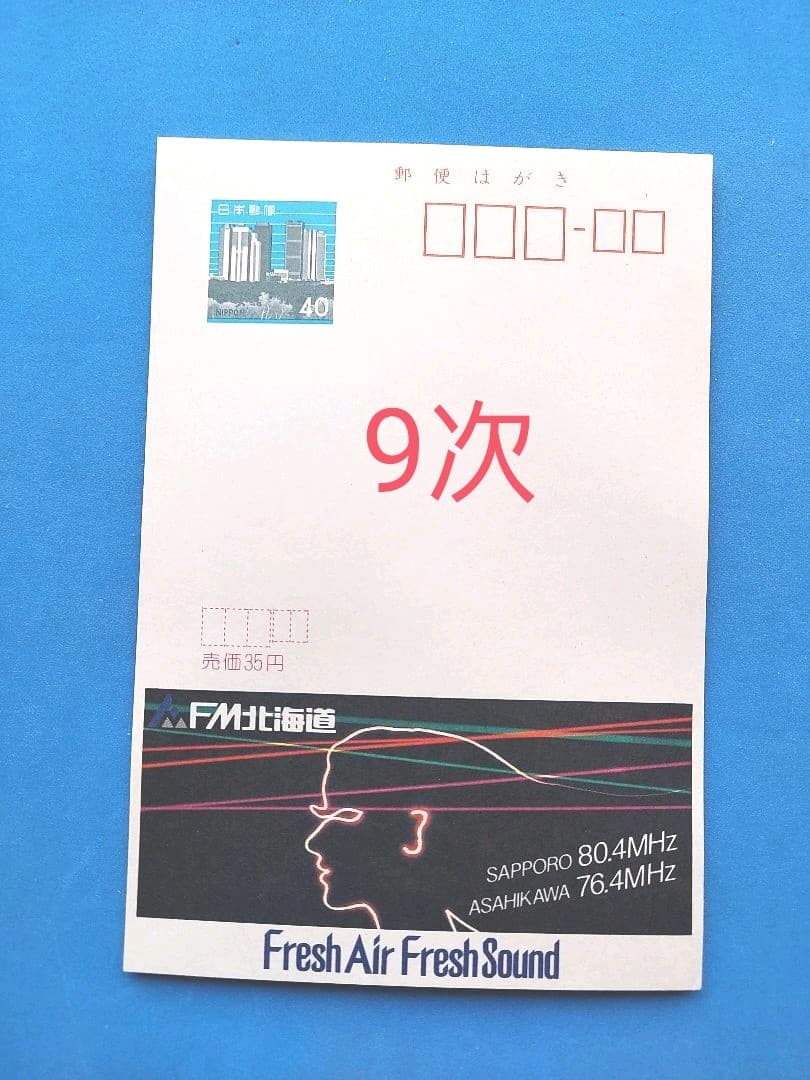 郵便はがき
日本郵便
NIPPON 40
9次
売価35円
FM北海道
SAPPORO 80.4MHz
ASAHIKAWA 76.4MHz
Fresh Air Fresh Sound